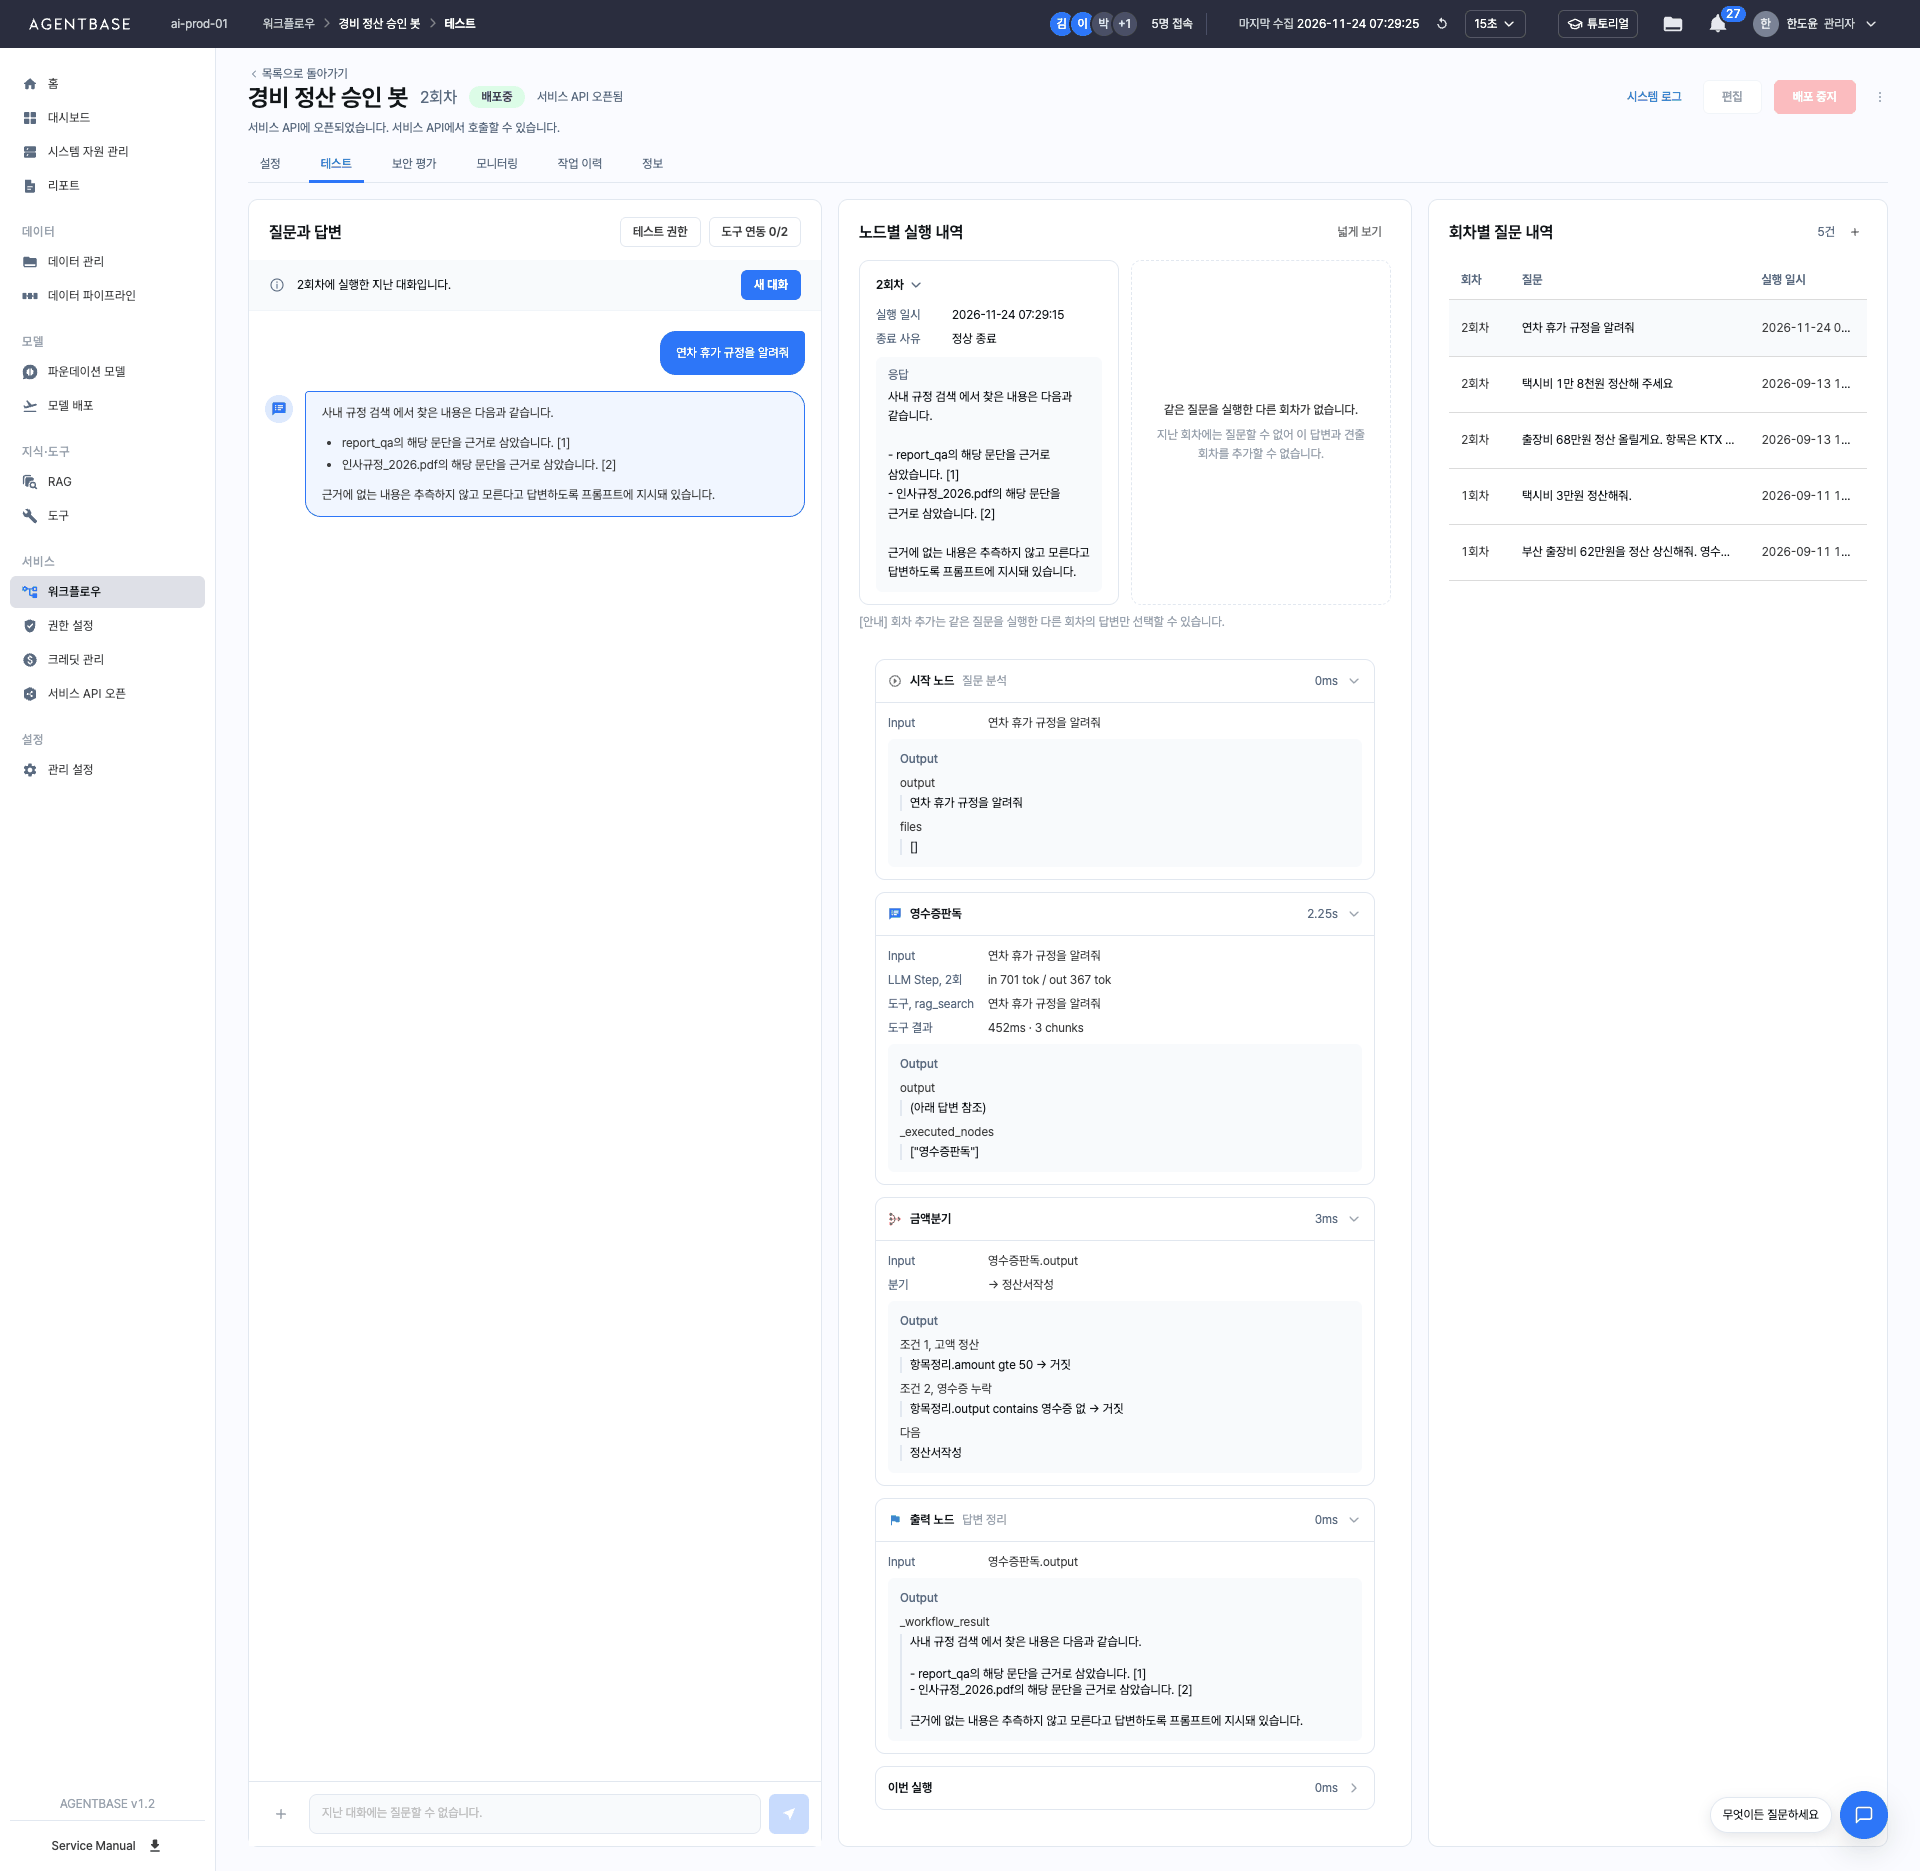 AGENTBASE
ai-prod-01
워크플로우 > 경비 정산 승인 봇 > 테스트
김 이 박 +1 5명 접속
마지막 수집 2026-11-24 07:29:25
15초
튜토리얼
27
한 한도윤 관리자
홈
대시보드
시스템 자원 관리
리포트
데이터
데이터 관리
데이터 파이프라인
모델
파운데이션 모델
모델 배포
지식·도구
RAG
도구
서비스
워크플로우
권한 설정
크레딧 관리
서비스 API 오픈
설정
관리 설정
AGENTBASE v1.2
Service Manual
목록으로 돌아가기
경비 정산 승인 봇 2회차 배포중 서비스 API 오픈됨
시스템 로그 편집 배포 중지
서비스 API에 오픈되었습니다. 서비스 API에서 호출할 수 있습니다.
설정 테스트 보안 평가 모니터링 작업 이력 정보
질문과 답변
테스트 권한 도구 연동 0/2
2회차에 실행한 지난 대화입니다.
새 대화
연차 휴가 규정을 알려줘
사내 규정 검색 에서 찾은 내용은 다음과 같습니다.
• report_qa의 해당 문단을 근거로 삼았습니다. [1]
• 인사규정_2026.pdf의 해당 문단을 근거로 삼았습니다. [2]
근거에 없는 내용은 추측하지 않고 모른다고 답변하도록 프롬프트에 지시돼 있습니다.
지난 대화에는 질문할 수 없습니다.
노드별 실행 내역
넓게 보기
2회차
실행 일시 2026-11-24 07:29:15
종료 사유 정상 종료
응답
사내 규정 검색 에서 찾은 내용은 다음과
같습니다.
- report_qa의 해당 문단을 근거로
삼았습니다. [1]
- 인사규정_2026.pdf의 해당 문단을
근거로 삼았습니다. [2]
근거에 없는 내용은 추측하지 않고 모른다고
답변하도록 프롬프트에 지시돼 있습니다.
같은 질문을 실행한 다른 회차가 없습니다.
지난 회차에는 질문할 수 없어 이 답변과 견줄
회차를 추가할 수 없습니다.
[안내] 회차 추가는 같은 질문을 실행한 다른 회차의 답변만 선택할 수 있습니다.
시작 노드 질문 분석 0ms
Input 연차 휴가 규정을 알려줘
Output
output
연차 휴가 규정을 알려줘
files
[]
영수증판독 2.25s
Input 연차 휴가 규정을 알려줘
LLM Step, 2회 in 701 tok / out 367 tok
도구, rag_search 연차 휴가 규정을 알려줘
도구 결과 452ms · 3 chunks
Output
output
(아래 답변 참조)
_executed_nodes
["영수증판독"]
금액분기 3ms
Input 영수증판독.output
분기 → 정산서작성
Output
조건 1, 고액 정산
항목정리.amount gte 50 → 거짓
조건 2, 영수증 누락
항목정리.output contains 영수증 없 → 거짓
다음
정산서작성
출력 노드 답변 정리 0ms
Input 영수증판독.output
Output
_workflow_result
사내 규정 검색 에서 찾은 내용은 다음과 같습니다.
- report_qa의 해당 문단을 근거로 삼았습니다. [1]
- 인사규정_2026.pdf의 해당 문단을 근거로 삼았습니다. [2]
근거에 없는 내용은 추측하지 않고 모른다고 답변하도록 프롬프트에 지시돼 있습니다.
이번 실행 0ms
회차별 질문 내역
5건 +
회차 질문 실행 일시
2회차 연차 휴가 규정을 알려줘 2026-11-24 0...
2회차 택시비 1만 8천원 정산해 주세요 2026-09-13 1...
2회차 출장비 68만원 정산 올릴게요. 항목은 KTX ... 2026-09-13 1...
1회차 택시비 3만원 정산해줘. 2026-09-11 1...
1회차 부산 출장비 62만원을 정산 상신해줘. 영수... 2026-09-11 1...
무엇이든 질문하세요